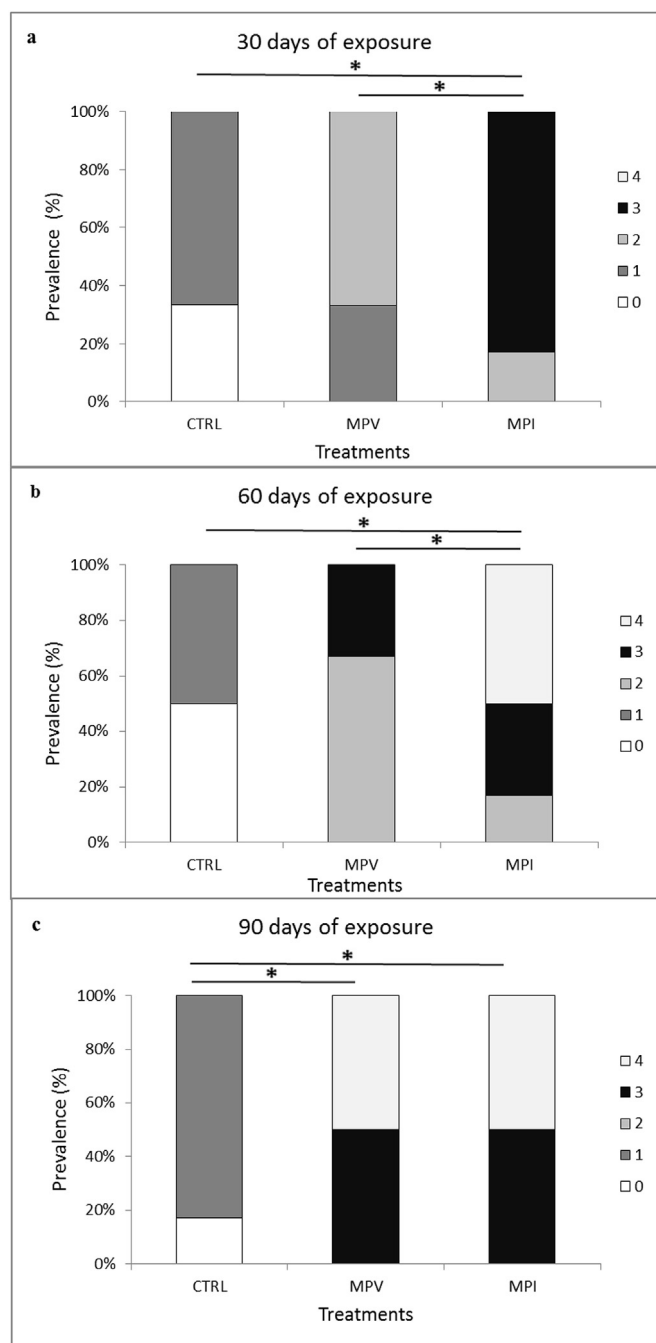 a
30 days of exposure
*
*
100%
80%
60%
40%
20%
0%
Prevalence (%)
CTRL MPV MPI
Treatments
4
3
2
1
0
b
60 days of exposure
*
*
100%
80%
60%
40%
20%
0%
Prevalence (%)
CTRL MPV MPI
Treatments
4
3
2
1
0
c
90 days of exposure
*
*
100%
80%
60%
40%
20%
0%
Prevalence (%)
CTRL MPV MPI
Treatments
4
3
2
1
0